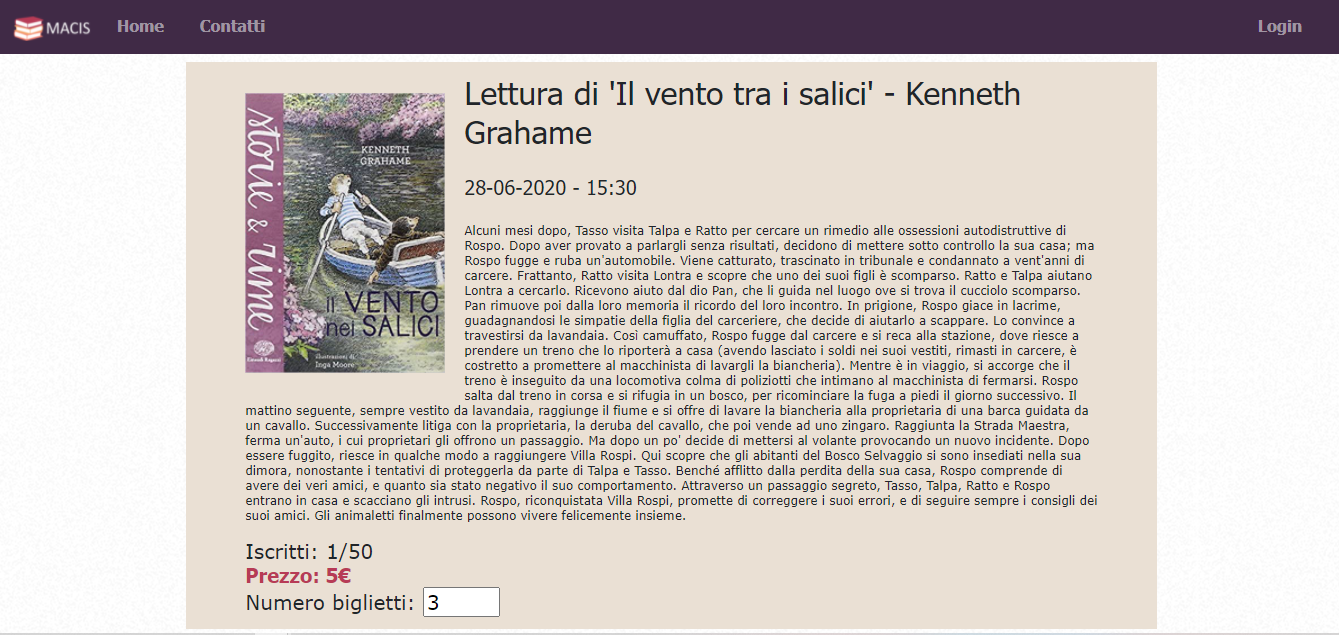 MACIS Home Contatti Login
Lettura di 'Il vento tra i salici' - Kenneth
Grahame
storie & rime
KENNETH
GRAHAME
il VENTO
nei SALICI
illustrazioni di
Inga Moore
Einaudi Ragazzi
28-06-2020 - 15:30
Alcuni mesi dopo, Tasso visita Talpa e Ratto per cercare un rimedio alle ossessioni autodistruttive di
Rospo. Dopo aver provato a parlargli senza risultati, decidono di mettere sotto controllo la sua casa; ma
Rospo fugge e ruba un'automobile. Viene catturato, trascinato in tribunale e condannato a vent'anni di
carcere. Frattanto, Ratto visita Lontra e scopre che uno dei suoi figli è scomparso. Ratto e Talpa aiutano
Lontra a cercarlo. Ricevono aiuto dal dio Pan, che li guida nel luogo ove si trova il cucciolo scomparso.
Pan rimuove poi dalla loro memoria il ricordo del loro incontro. In prigione, Rospo giace in lacrime,
guadagnandosi le simpatie della figlia del carceriere, che decide di aiutarlo a scappare. Lo convince a
travestirsi da lavandaia. Così camuffato, Rospo fugge dal carcere e si reca alla stazione, dove riesce a
prendere un treno che lo riporterà a casa (avendo lasciato i soldi nei suoi vestiti, rimasti in carcere, è
costretto a promettere al macchinista di lavargli la biancheria). Mentre è in viaggio, si accorge che il
treno è inseguito da una locomotiva colma di poliziotti che intimano al macchinista di fermarsi. Rospo
salta dal treno in corsa e si rifugia in un bosco, per ricominciare la fuga a piedi il giorno successivo. Il
mattino seguente, sempre vestito da lavandaia, raggiunge il fiume e si offre di lavare la biancheria alla proprietaria di una barca guidata da
un cavallo. Successivamente litiga con la proprietaria, la deruba del cavallo, che poi vende ad uno zingaro. Raggiunta la Strada Maestra,
ferma un'auto, i cui proprietari gli offrono un passaggio. Ma dopo un po' decide di mettersi al volante provocando un nuovo incidente. Dopo
essere fuggito, riesce in qualche modo a raggiungere Villa Rospi. Qui scopre che gli abitanti del Bosco Selvaggio si sono insediati nella sua
dimora, nonostante i tentativi di proteggerla da parte di Talpa e Tasso. Benché afflitto dalla perdita della sua casa, Rospo comprende di
avere dei veri amici, e quanto sia stato negativo il suo comportamento. Attraverso un passaggio segreto, Tasso, Talpa, Ratto e Rospo
entrano in casa e scacciano gli intrusi. Rospo, riconquistata Villa Rospi, promette di correggere i suoi errori, e di seguire sempre i consigli dei
suoi amici. Gli animaletti finalmente possono vivere felicemente insieme.
Iscritti: 1/50
Prezzo: 5€
Numero biglietti: 3